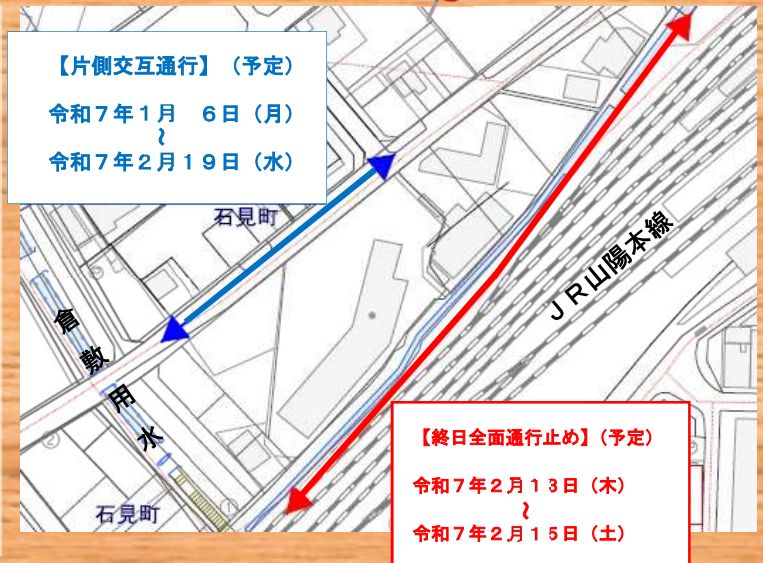 【片側交互通行】（予定）
令和７年１月　６日（月）
～
令和７年２月１９日（水）
石見町
ＪＲ山陽本線
倉敷用水
【終日全面通行止め】（予定）
令和７年２月１３日（木）
～
令和７年２月１５日（土）
石見町
②
①